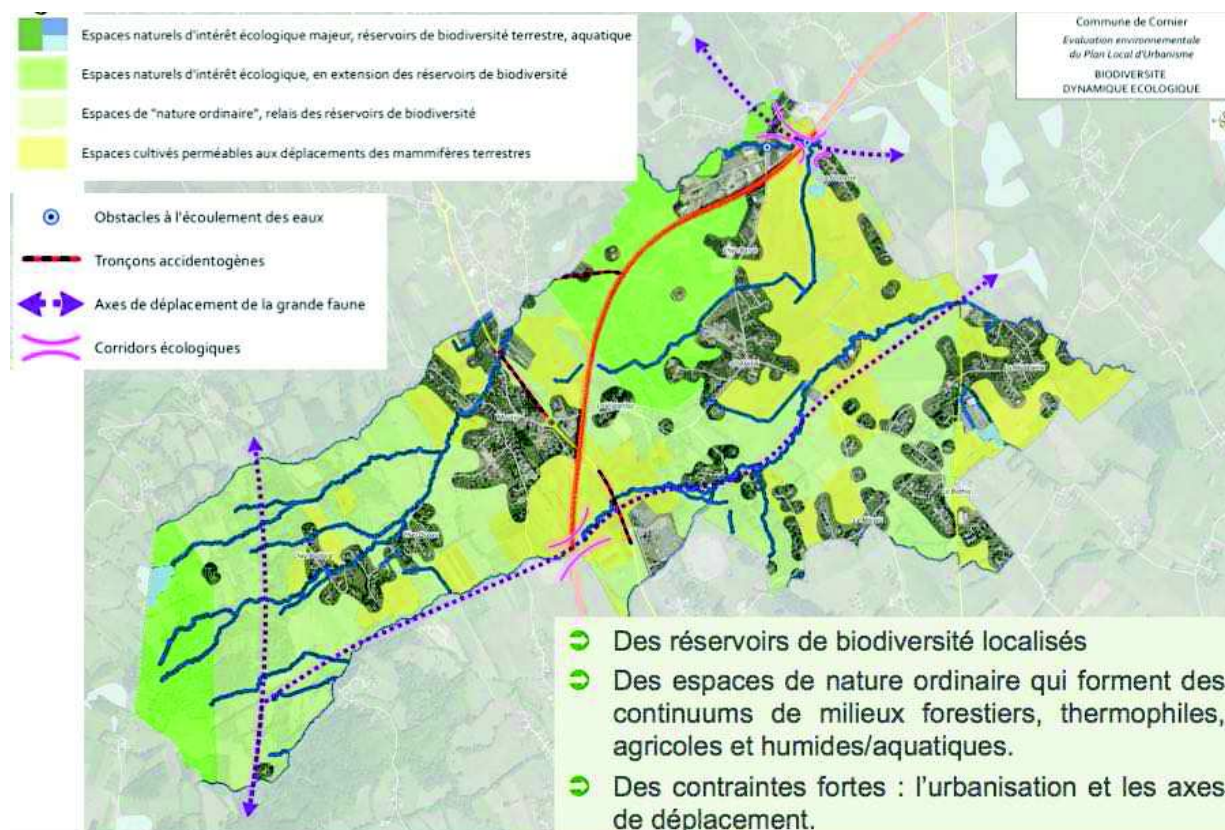 Espaces naturels d'intérêt écologique majeur, réservoirs de biodiversité terrestre, aquatique
Espaces naturels d'intérêt écologique, en extension des réservoirs de biodiversité
Espaces de "nature ordinaire", relais des réservoirs de biodiversité
Espaces cultivés perméables aux déplacements des mammifères terrestres
Obstacles à l'écoulement des eaux
Tronçons accidentogènes
Axes de déplacement de la grande faune
Corridors écologiques
Commune de Cornier
Evaluation environnementale
du Plan Local d'Urbanisme
BIODIVERSITE
DYNAMIQUE ECOLOGIQUE
Des réservoirs de biodiversité localisés
Des espaces de nature ordinaire qui forment des
continuums de milieux forestiers, thermophiles,
agricoles et humides/aquatiques.
Des contraintes fortes : l'urbanisation et les axes
de déplacement.